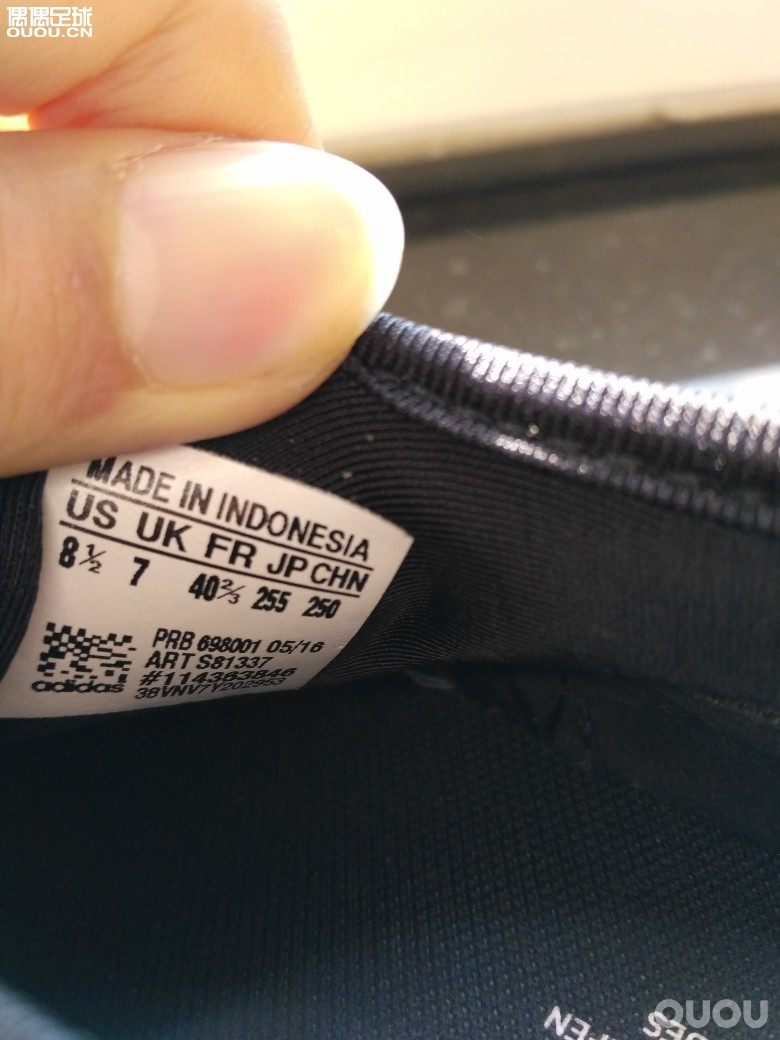 偶偶足球
OUOU.CN
MADE IN INDONESIA
US UK FR JP CHN
8½ 7 40⅔ 255 250
PRB 698001 05/16
ART S81337
#114363846
38VNV7Y202953
adidas
OUOU